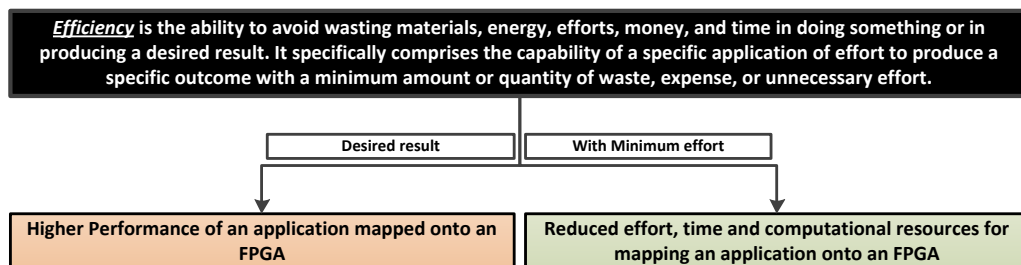 Efficiency is the ability to avoid wasting materials, energy, efforts, money, and time in doing something or in
producing a desired result. It specifically comprises the capability of a specific application of effort to produce a
specific outcome with a minimum amount or quantity of waste, expense, or unnecessary effort.
Desired result
With Minimum effort
Higher Performance of an application mapped onto an
FPGA
Reduced effort, time and computational resources for
mapping an application onto an FPGA